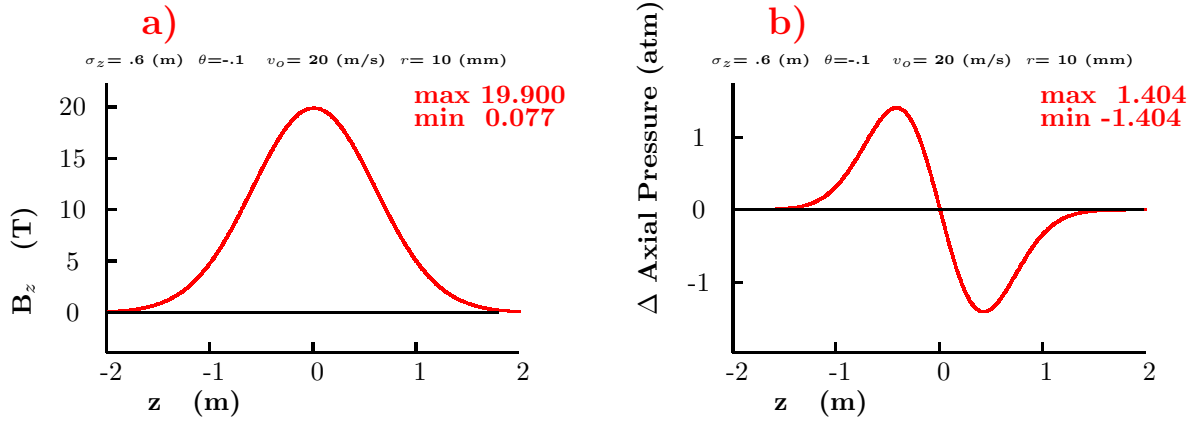 a)
σz= .6 (m) θ=-.1 vo= 20 (m/s) r= 10 (mm)
max 19.900
min 0.077
20
15
10
5
0
Bz (T)
-2 -1 0 1 2
z (m)
b)
σz= .6 (m) θ=-.1 vo= 20 (m/s) r= 10 (mm)
max 1.404
min -1.404
1
0
-1
Δ Axial Pressure (atm)
-2 -1 0 1 2
z (m)